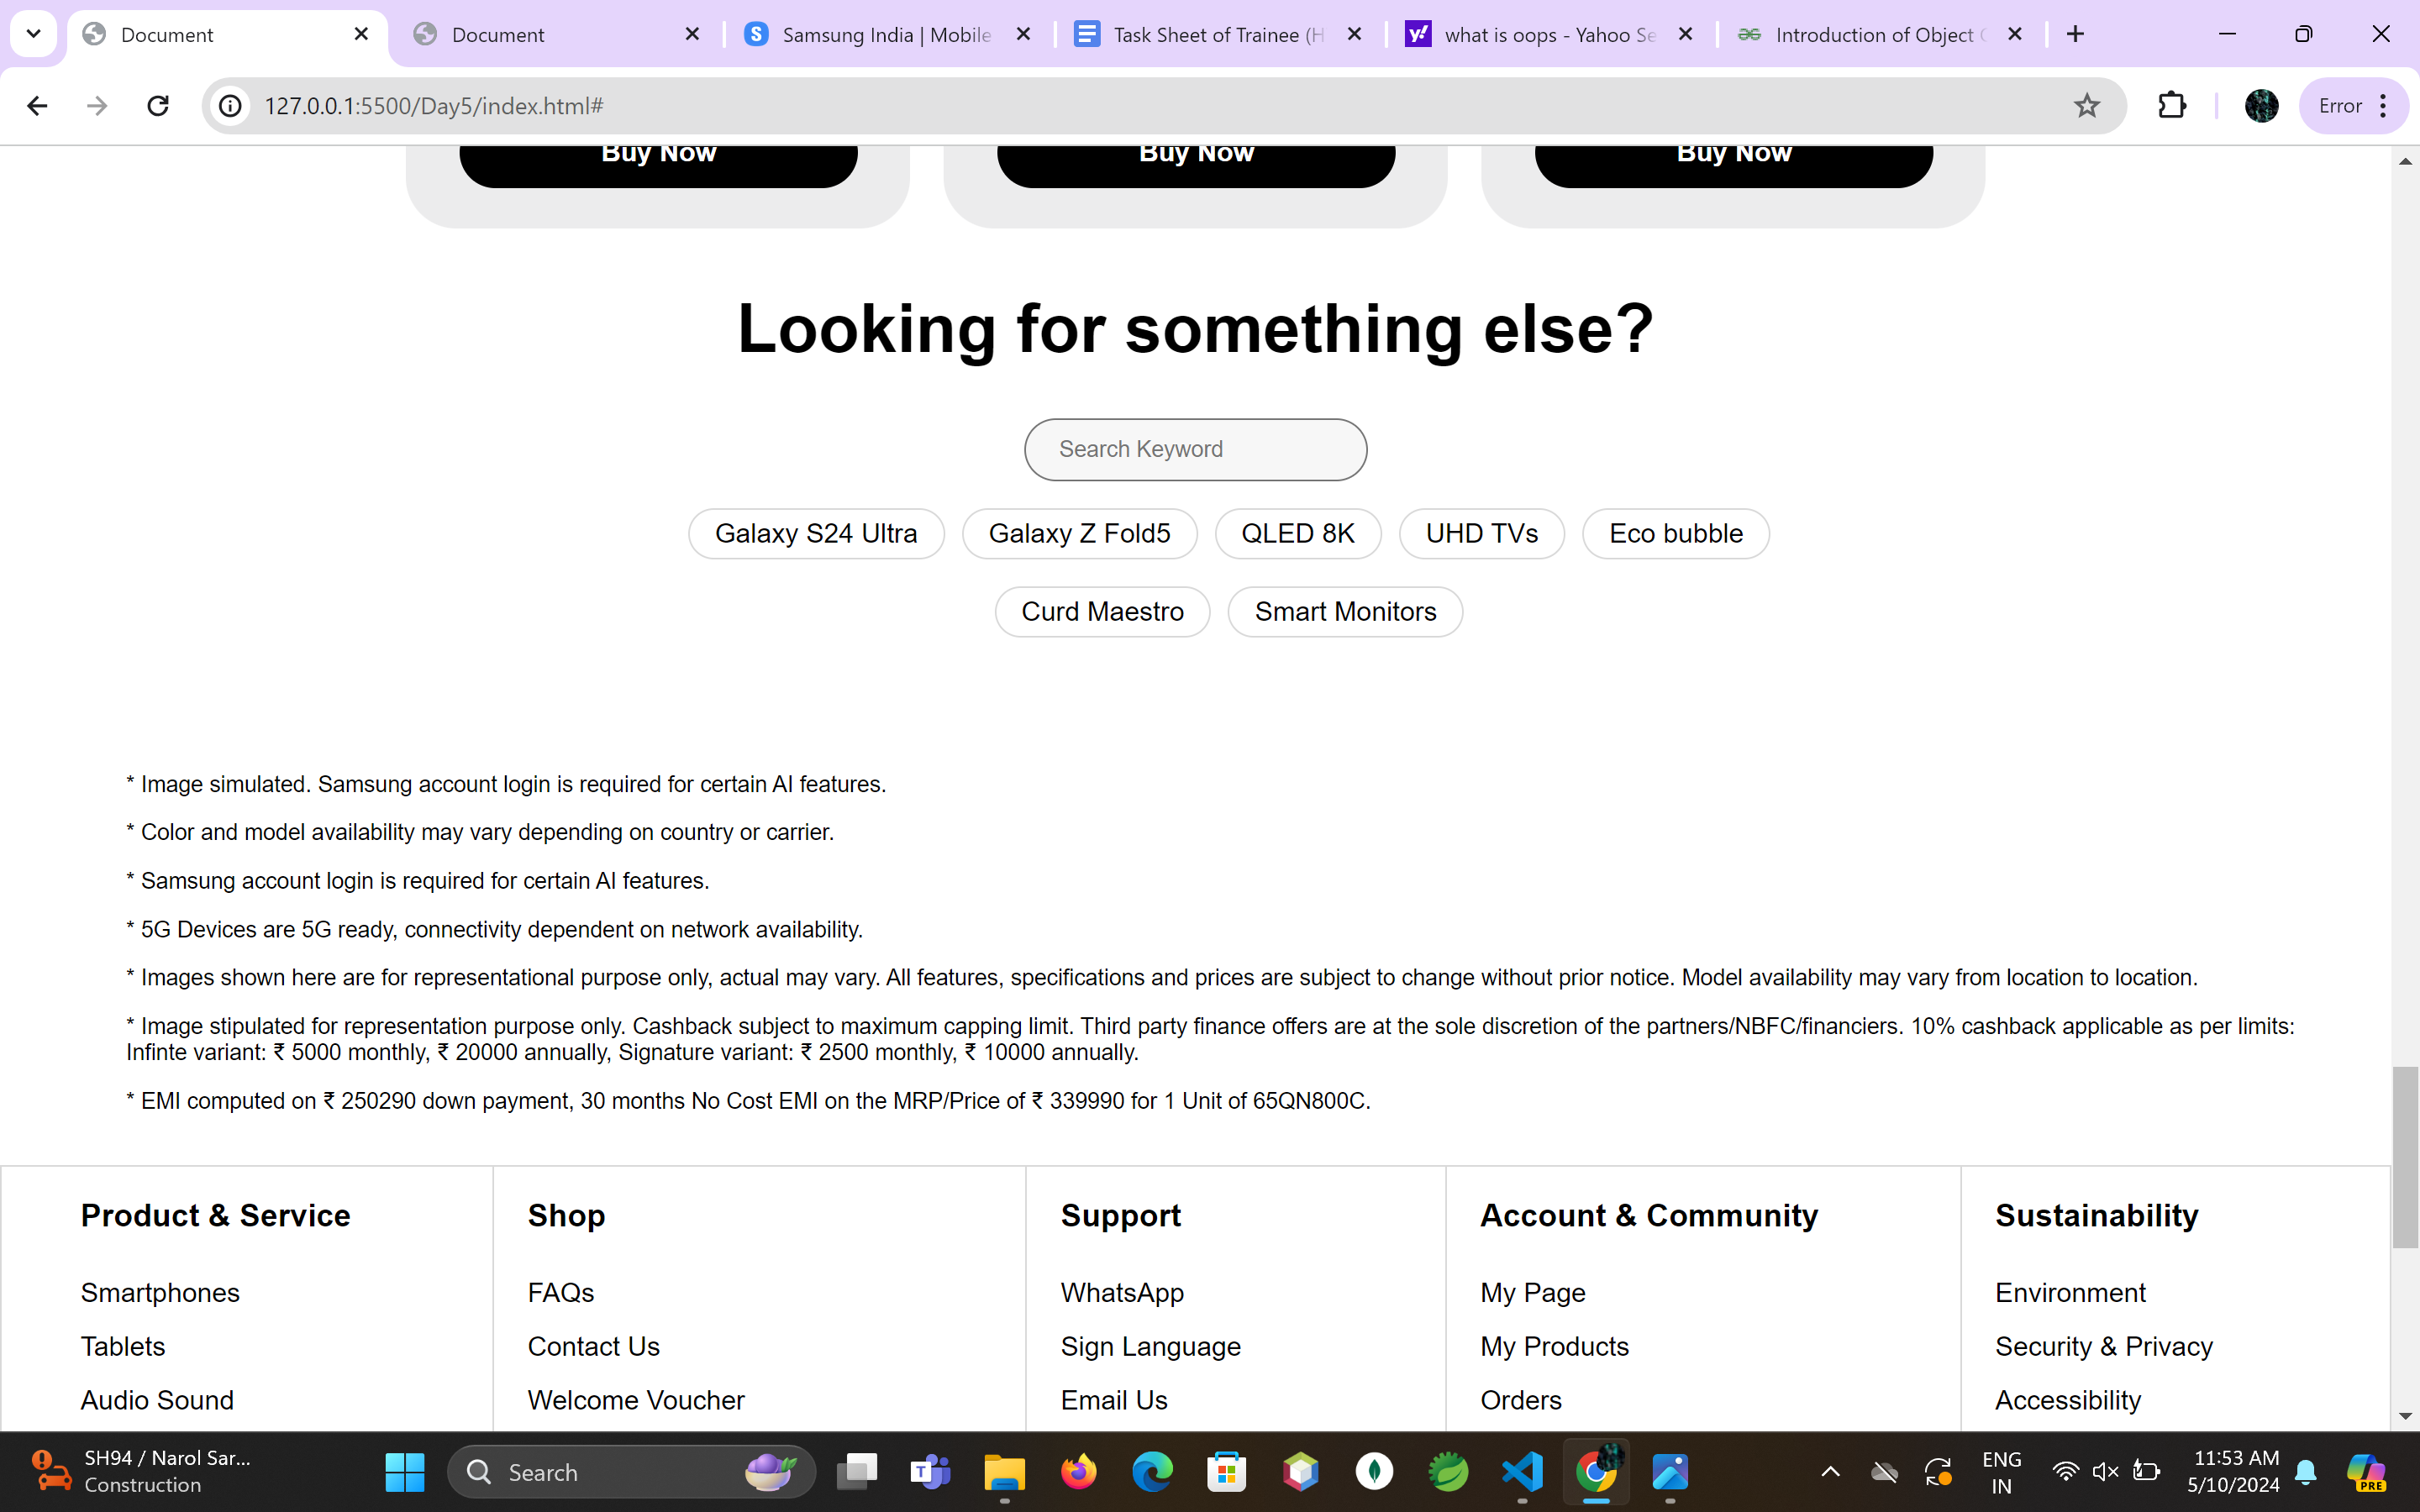 Document
Document
Samsung India | Mobile
Task Sheet of Trainee (H
what is oops - Yahoo Se
Introduction of Object
127.0.0.1:5500/Day5/index.html#
Error
Buy Now
Buy Now
Buy Now
Looking for something else?
Search Keyword
Galaxy S24 Ultra
Galaxy Z Fold5
QLED 8K
UHD TVs
Eco bubble
Curd Maestro
Smart Monitors
* Image simulated. Samsung account login is required for certain AI features.
* Color and model availability may vary depending on country or carrier.
* Samsung account login is required for certain AI features.
* 5G Devices are 5G ready, connectivity dependent on network availability.
* Images shown here are for representational purpose only, actual may vary. All features, specifications and prices are subject to change without prior notice. Model availability may vary from location to location.
* Image stipulated for representation purpose only. Cashback subject to maximum capping limit. Third party finance offers are at the sole discretion of the partners/NBFC/financiers. 10% cashback applicable as per limits:
Infinte variant: ₹ 5000 monthly, ₹ 20000 annually, Signature variant: ₹ 2500 monthly, ₹ 10000 annually.
* EMI computed on ₹ 250290 down payment, 30 months No Cost EMI on the MRP/Price of ₹ 339990 for 1 Unit of 65QN800C.
Product & Service
Smartphones
Tablets
Audio Sound
Shop
FAQs
Contact Us
Welcome Voucher
Support
WhatsApp
Sign Language
Email Us
Account & Community
My Page
My Products
Orders
Sustainability
Environment
Security & Privacy
Accessibility
SH94 / Narol Sar...
Construction
Search
ENG
IN
11:53 AM
5/10/2024
PRE